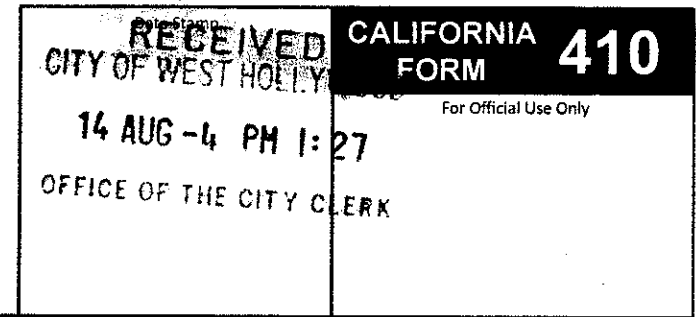 Date Stamp
RECEIVED
CITY OF WEST HOLLYWOOD
14 AUG -4 PM 1:27
OFFICE OF THE CITY CLERK
CALIFORNIA
FORM
410
For Official Use Only